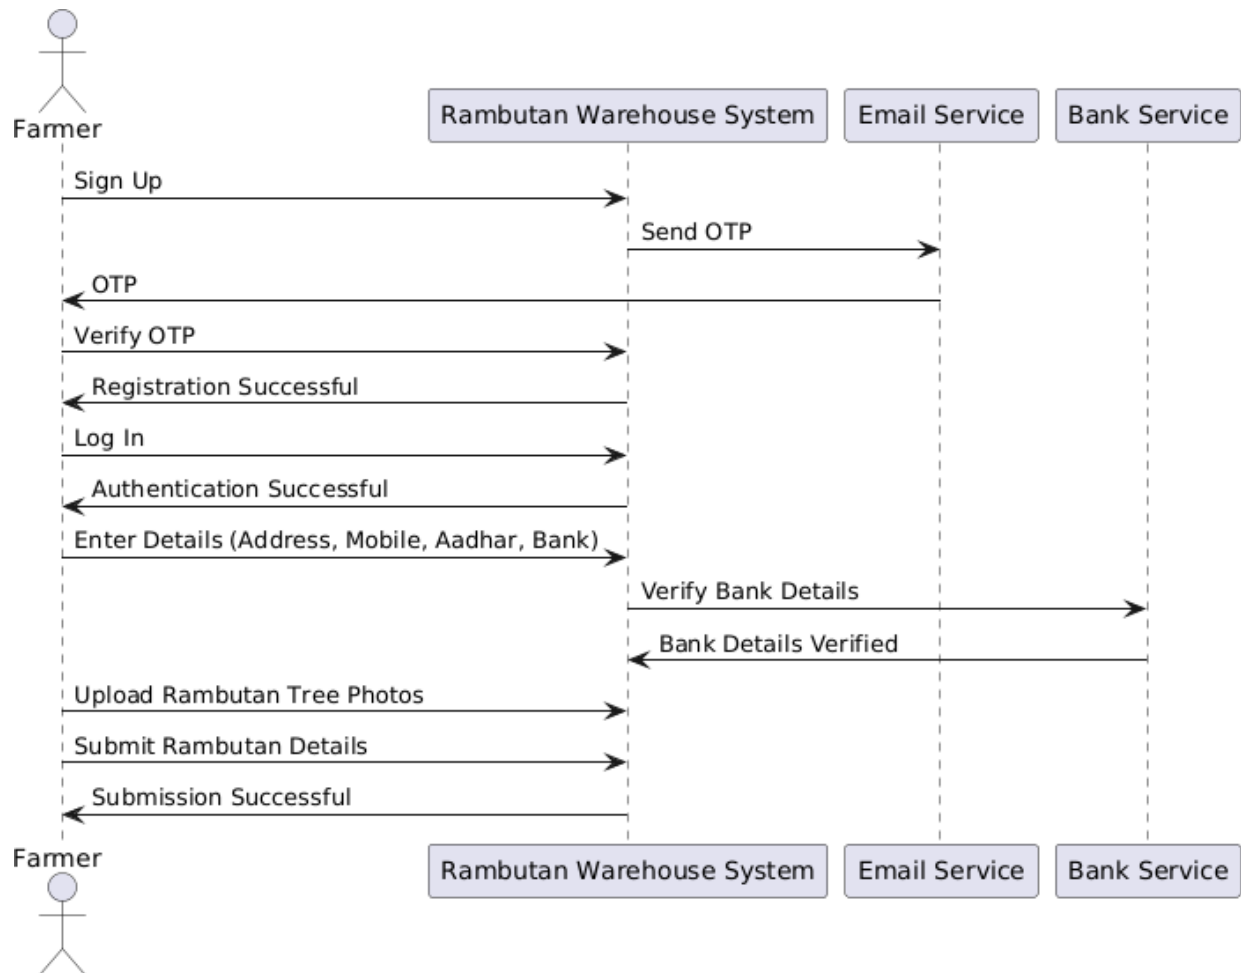 Farmer
Rambutan Warehouse System
Email Service
Bank Service
Sign Up
Send OTP
OTP
Verify OTP
Registration Successful
Log In
Authentication Successful
Enter Details (Address, Mobile, Aadhar, Bank)
Verify Bank Details
Bank Details Verified
Upload Rambutan Tree Photos
Submit Rambutan Details
Submission Successful
Farmer
Rambutan Warehouse System
Email Service
Bank Service